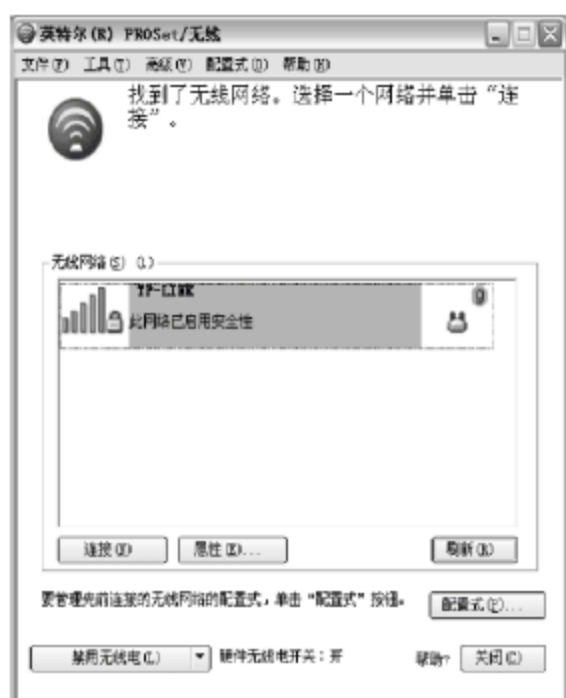 英特尔(R) PROSet/无线
文件(F) 工具(T) 高级(V) 配置式(O) 帮助(H)
找到了无线网络。选择一个网络并单击“连
接”。
无线网络(S) (1)
TP-LINK
此网络已启用安全性
g
连接(O) 属性(E)... 刷新(R)
要管理先前连接的无线网络的配置式，单击“配置式”按钮。
配置式(P)...
禁用无线电(L) 硬件无线电开关：开 帮助? 关闭(C)